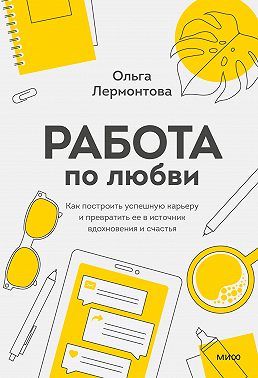 Ольга
Лермонтова
РАБОТА
по любви
Как построить успешную карьеру
и превратить ее в источник
вдохновения и счастья
МИФ